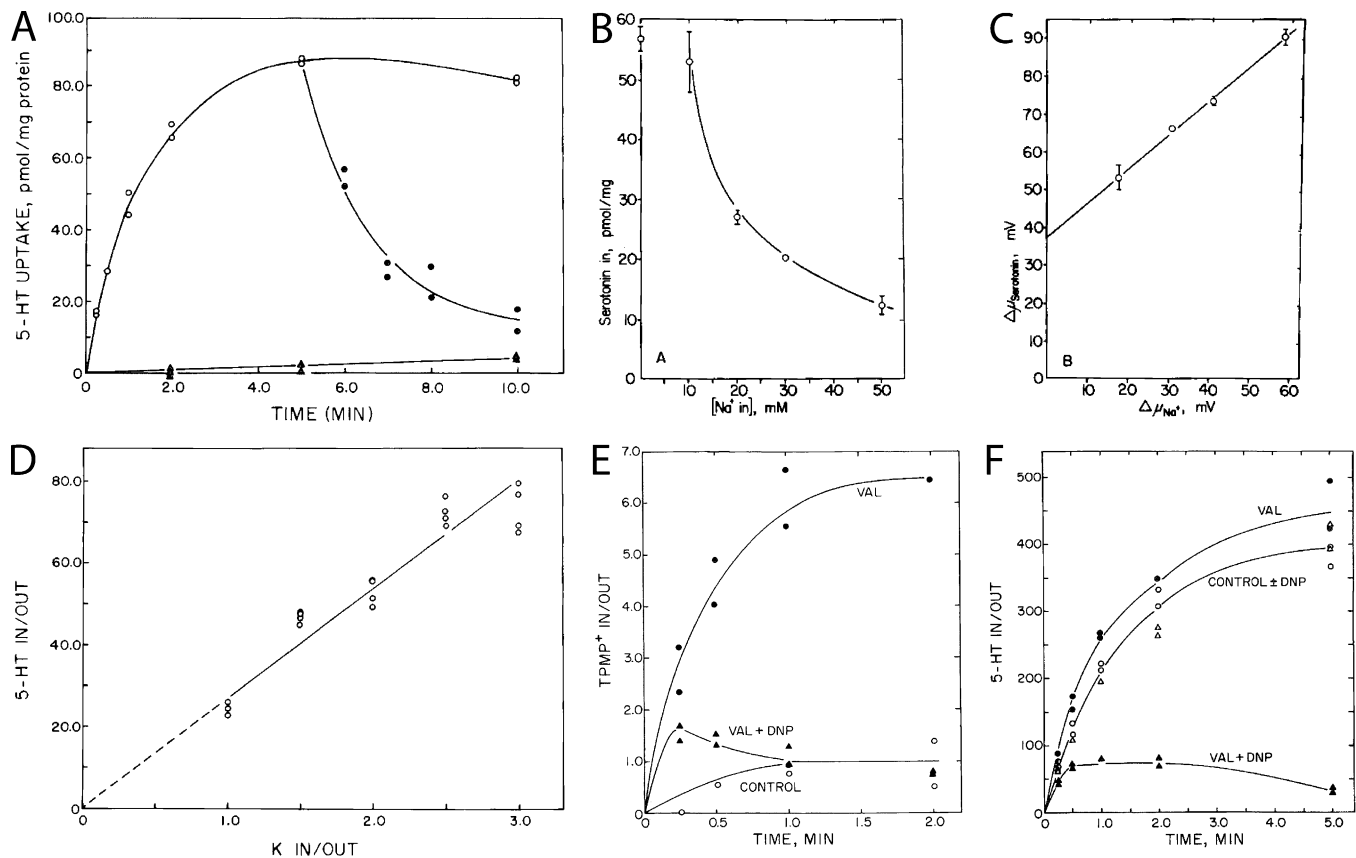 A
100.0
80.0
60.0
40.0
20.0
0
5-HT UPTAKE, pmol/mg protein
0 2.0 4.0 6.0 8.0 10.0
TIME (MIN)
B
60
50
40
30
20
10
0
Serotonin in, pmol/mg
A
10 20 30 40 50
[Na⁺ in], mM
C
90
80
70
60
50
40
30
20
10
0
Δμ Serotonin, mV
B
10 20 30 40 50 60
Δμ Na⁺, mV
D
80.0
60.0
40.0
20.0
0
5-HT IN/OUT
0 1.0 2.0 3.0
K IN/OUT
E
7.0
6.0
5.0
4.0
3.0
2.0
1.0
0
TPMP⁺ IN/OUT
VAL
VAL + DNP
CONTROL
0 0.5 1.0 1.5 2.0
TIME, MIN
F
500
400
300
200
100
0
5-HT IN/OUT
VAL
CONTROL ± DNP
VAL + DNP
0 1.0 2.0 3.0 4.0 5.0
TIME, MIN